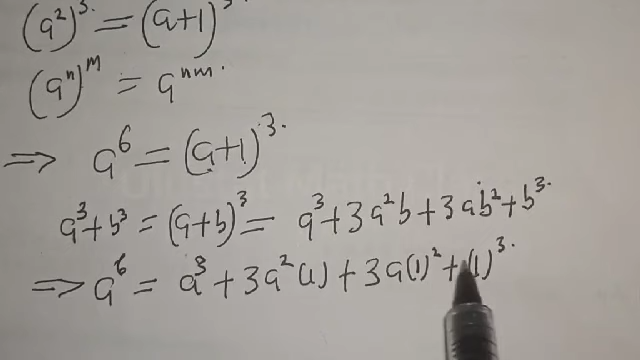 (a²)³· = (a+1)³·
(aⁿ)ᵐ = aⁿᵐ·
⇒ a⁶ = (a+1)³·
a³+b³ = (a+b)³ = a³+3a²b+3ab²+b³·
⇒ a⁶ = a³ + 3a²(1) + 3a(1)² + (1)³·